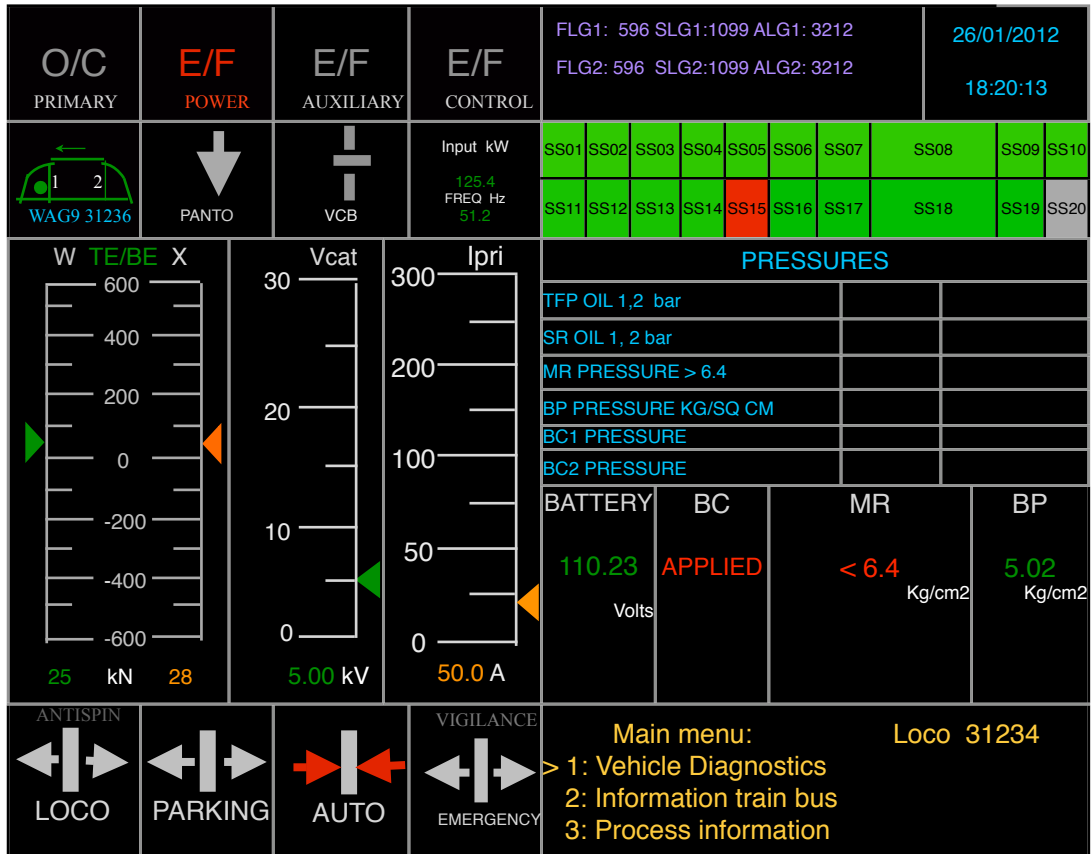 O/C
PRIMARY
E/F
POWER
E/F
AUXILIARY
E/F
CONTROL
FLG1: 596 SLG1:1099 ALG1: 3212
FLG2: 596 SLG2:1099 ALG2: 3212
26/01/2012
18:20:13
1 2
WAG9 31236
PANTO
VCB
Input kW
125.4
FREQ Hz
51.2
SS01 SS02 SS03 SS04 SS05 SS06 SS07 SS08 SS09 SS10
SS11 SS12 SS13 SS14 SS15 SS16 SS17 SS18 SS19 SS20
W TE/BE X
600
400
200
0
-200
-400
-600
25 kN 28
Vcat
30
20
10
0
5.00 kV
Ipri
300
200
100
50
0
50.0 A
PRESSURES
TFP OIL 1,2 bar
SR OIL 1, 2 bar
MR PRESSURE > 6.4
BP PRESSURE KG/SQ CM
BC1 PRESSURE
BC2 PRESSURE
BATTERY
110.23
Volts
BC
APPLIED
MR
< 6.4
Kg/cm2
BP
5.02
Kg/cm2
ANTISPIN
LOCO
PARKING
AUTO
VIGILANCE
EMERGENCY
Main menu: Loco 31234
> 1: Vehicle Diagnostics
2: Information train bus
3: Process information